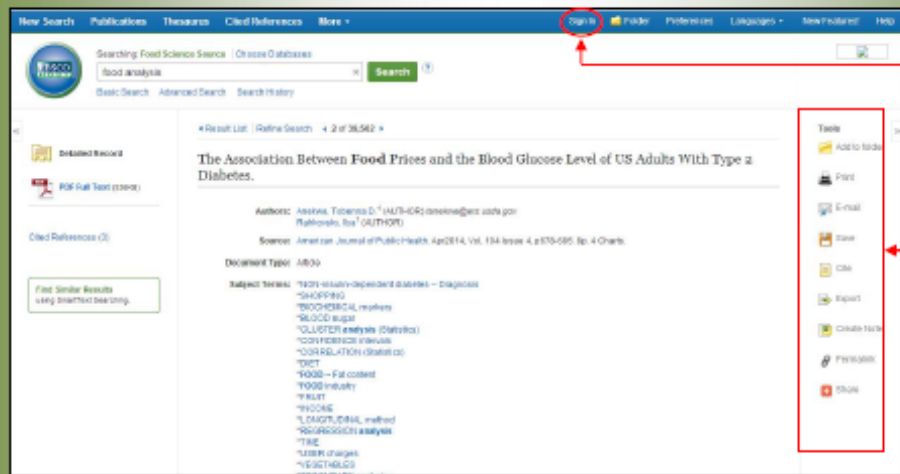 New Search Publications Thesaurus Cited References More
Sign In Folder Preferences Languages New Features! Help
Searching: Food Science Source | Choose Databases
food analysis × Search ?
Basic Search Advanced Search Search History
Result List | Refine Search 2 of 36,562
Detailed Record
PDF Full Text
Cited References (3)
Find Similar Results
using SmartText Searching.
The Association Between Food Prices and the Blood Glucose Level of US Adults With Type 2
Diabetes.
Authors: (AUTHOR)
(AUTHOR)
Source: American Journal of Public Health. Apr2014, Vol. 104 Issue 4, p678-685. 8p. 4 Charts.
Document Type: Article
Subject Terms: *NON-insulin-dependent diabetes -- Diagnosis
*SHOPPING
*BIOCHEMICAL markers
*BLOOD sugar
*CLUSTER analysis (Statistics)
*CONFIDENCE intervals
*CORRELATION (Statistics)
*DIET
*FOOD -- Fat content
*FOOD industry
*FRUIT
*INCOME
*LONGITUDINAL method
*REGRESSION analysis
*TIME
*USER charges
*VEGETABLES
Tools
Add to folder
Print
E-mail
Save
Cite
Export
Create Note
Permalink
Share